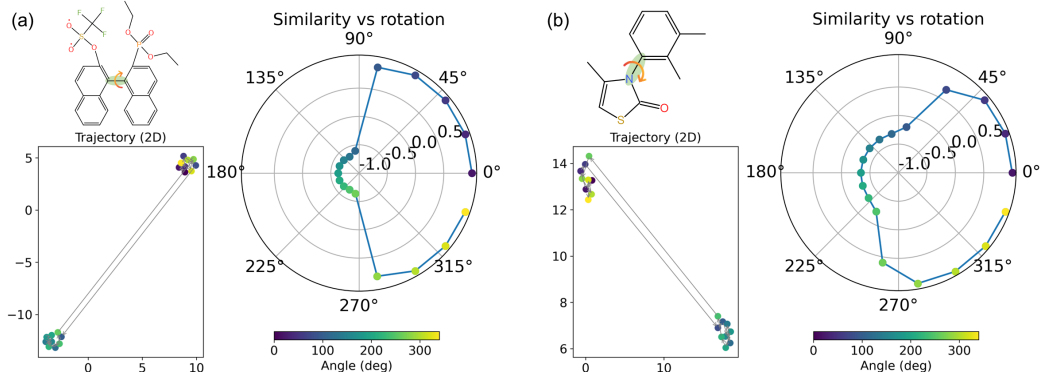 (a)
F
F
F
O
S
O
O
O
P
O
O
Similarity vs rotation
90°
135°
45°
180°
0°
225°
315°
270°
-1.0
-0.5
0.0
0.5
Trajectory (2D)
5
0
−5
−10
0
5
10
0
100
200
300
Angle (deg)
(b)
N
O
S
Similarity vs rotation
90°
135°
45°
180°
0°
225°
315°
270°
-1.0
-0.5
0.0
0.5
Trajectory (2D)
14
12
10
8
6
0
10
0
100
200
300
Angle (deg)